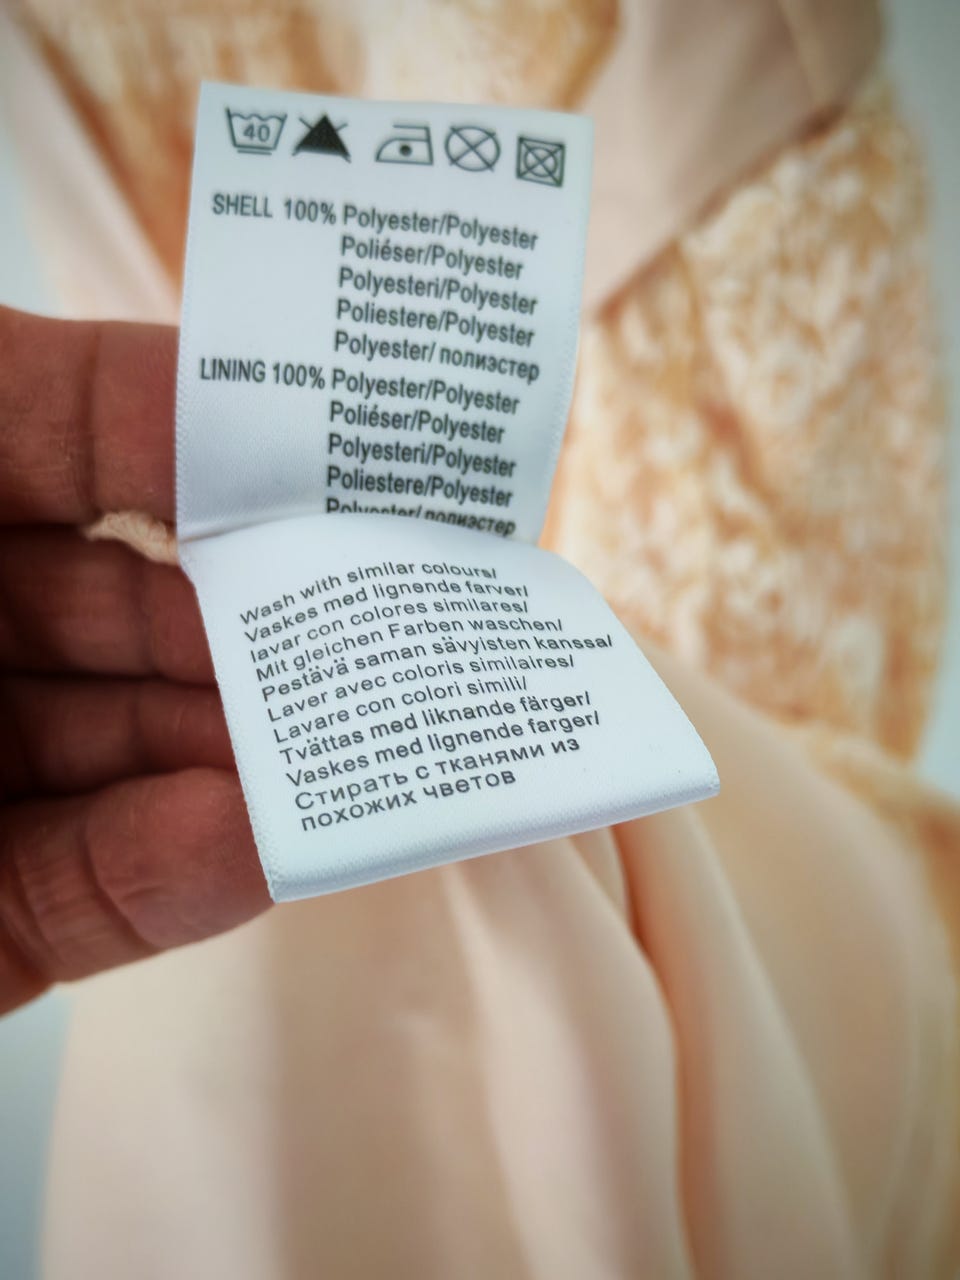 40
SHELL 100% Polyester/Polyester
Poliéser/Polyester
Polyesteri/Polyester
Poliestere/Polyester
Polyester/ полиэстер
LINING 100% Polyester/Polyester
Poliéser/Polyester
Polyesteri/Polyester
Poliestere/Polyester
Polyester/ полиэстер
Wash with similar colours/
Vaskes med lignende farver/
lavar con colores similares/
Mit gleichen Farben waschen/
Pestävä saman sävyisten kanssa/
Laver avec coloris similaires/
Lavare con colori simili/
Tvättas med liknande färger/
Vaskes med lignende farger/
Стирать с тканями из
похожих чветов